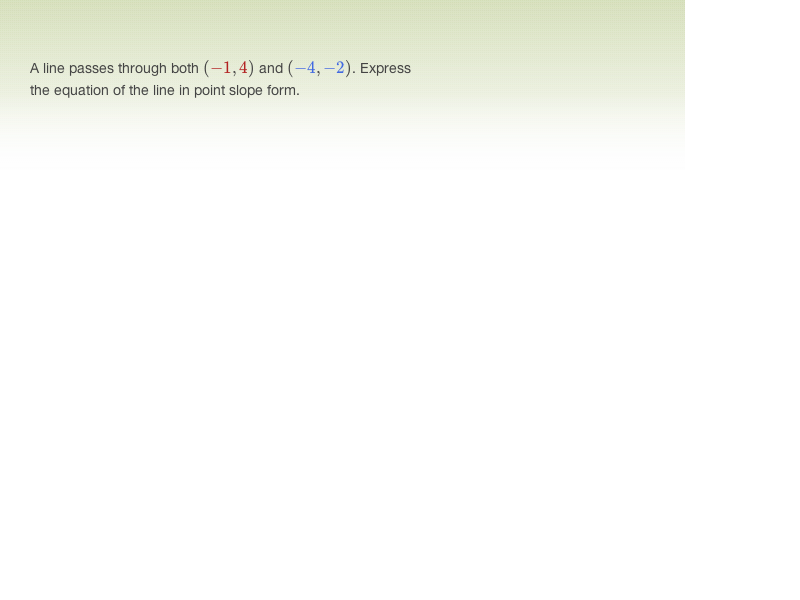 A line passes through both (−1, 4) and (−4, −2). Express
the equation of the line in point slope form.